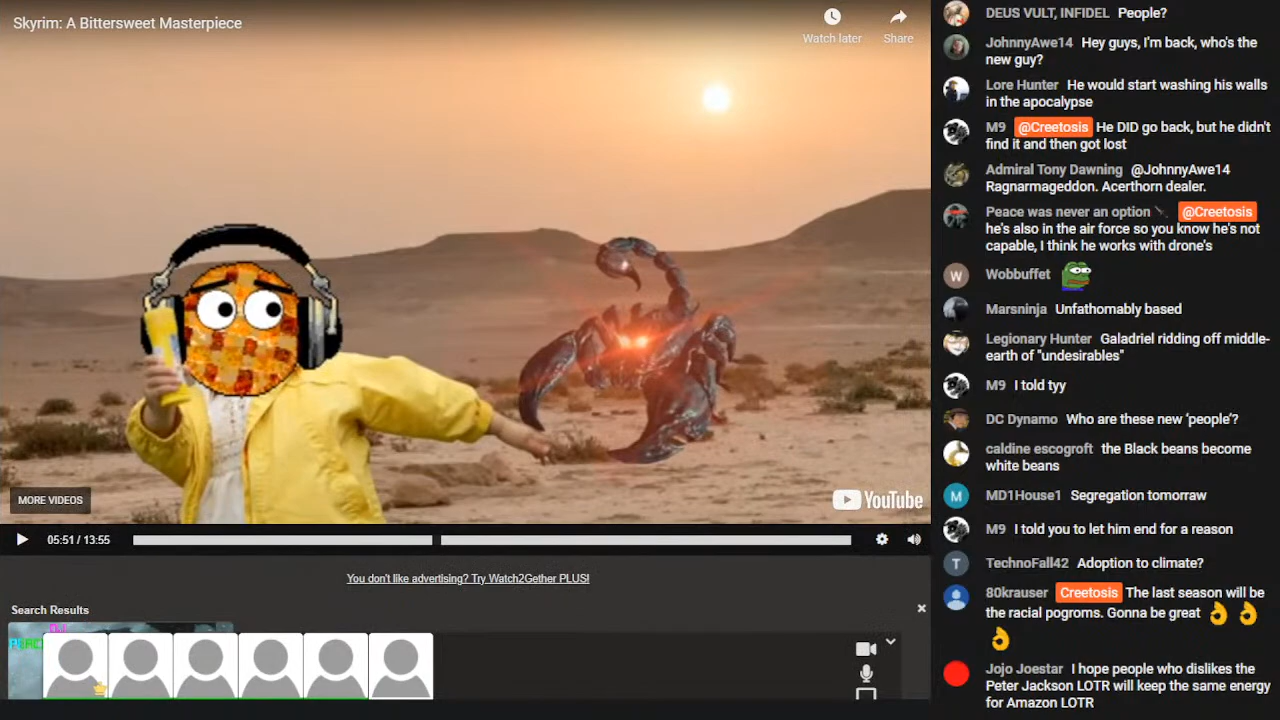 Skyrim: A Bittersweet Masterpiece
Watch later
Share
MORE VIDEOS
YouTube
05:51 / 13:55
You don't like advertising? Try Watch2Gether PLUS!
Search Results
DEUS VULT, INFIDEL People?
JohnnyAwe14 Hey guys, I'm back, who's the
new guy?
Lore Hunter He would start washing his walls
in the apocalypse
M9 @Creetosis He DID go back, but he didn't
find it and then got lost
Admiral Tony Dawning @JohnnyAwe14
Ragnarmageddon. Acerthorn dealer.
Peace was never an option @Creetosis
he's also in the air force so you know he's not
capable, I think he works with drone's
W
Wobbuffet
Marsninja Unfathomably based
Legionary Hunter Galadriel ridding off middle-
earth of "undesirables"
M9 I told tyy
DC Dynamo Who are these new ‘people’?
caldine escogroft the Black beans become
white beans
M
MD1House1 Segregation tomorraw
M9 I told you to let him end for a reason
T
TechnoFall42 Adoption to climate?
80krauser Creetosis The last season will be
the racial pogroms. Gonna be great 👌 👌
👌
Jojo Joestar I hope people who dislikes the
Peter Jackson LOTR will keep the same energy
for Amazon LOTR